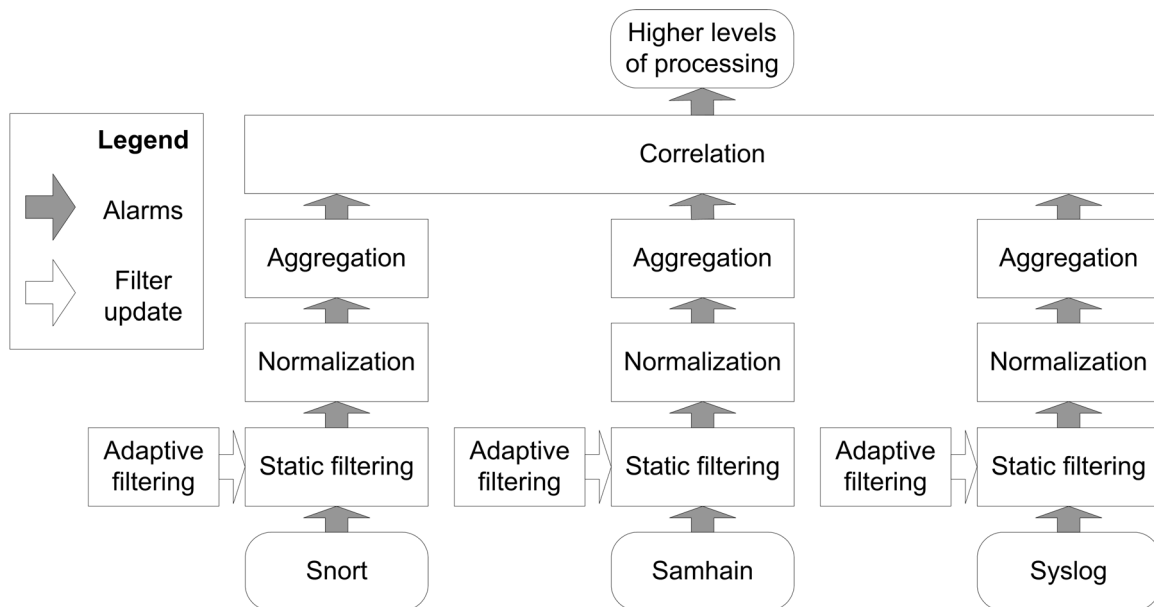 Higher levels
of processing
Legend
Alarms
Filter
update
Correlation
Aggregation
Aggregation
Aggregation
Normalization
Normalization
Normalization
Adaptive
filtering
Static filtering
Adaptive
filtering
Static filtering
Adaptive
filtering
Static filtering
Snort
Samhain
Syslog